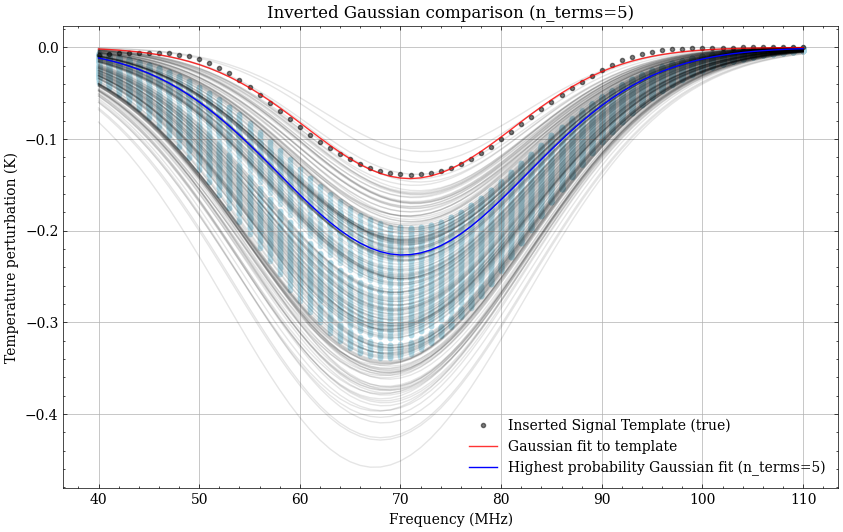 Inverted Gaussian comparison (n_terms=5)
0.0
−0.1
−0.2
−0.3
−0.4
Temperature perturbation (K)
Inserted Signal Template (true)
Gaussian fit to template
Highest probability Gaussian fit (n_terms=5)
40 50 60 70 80 90 100 110
Frequency (MHz)